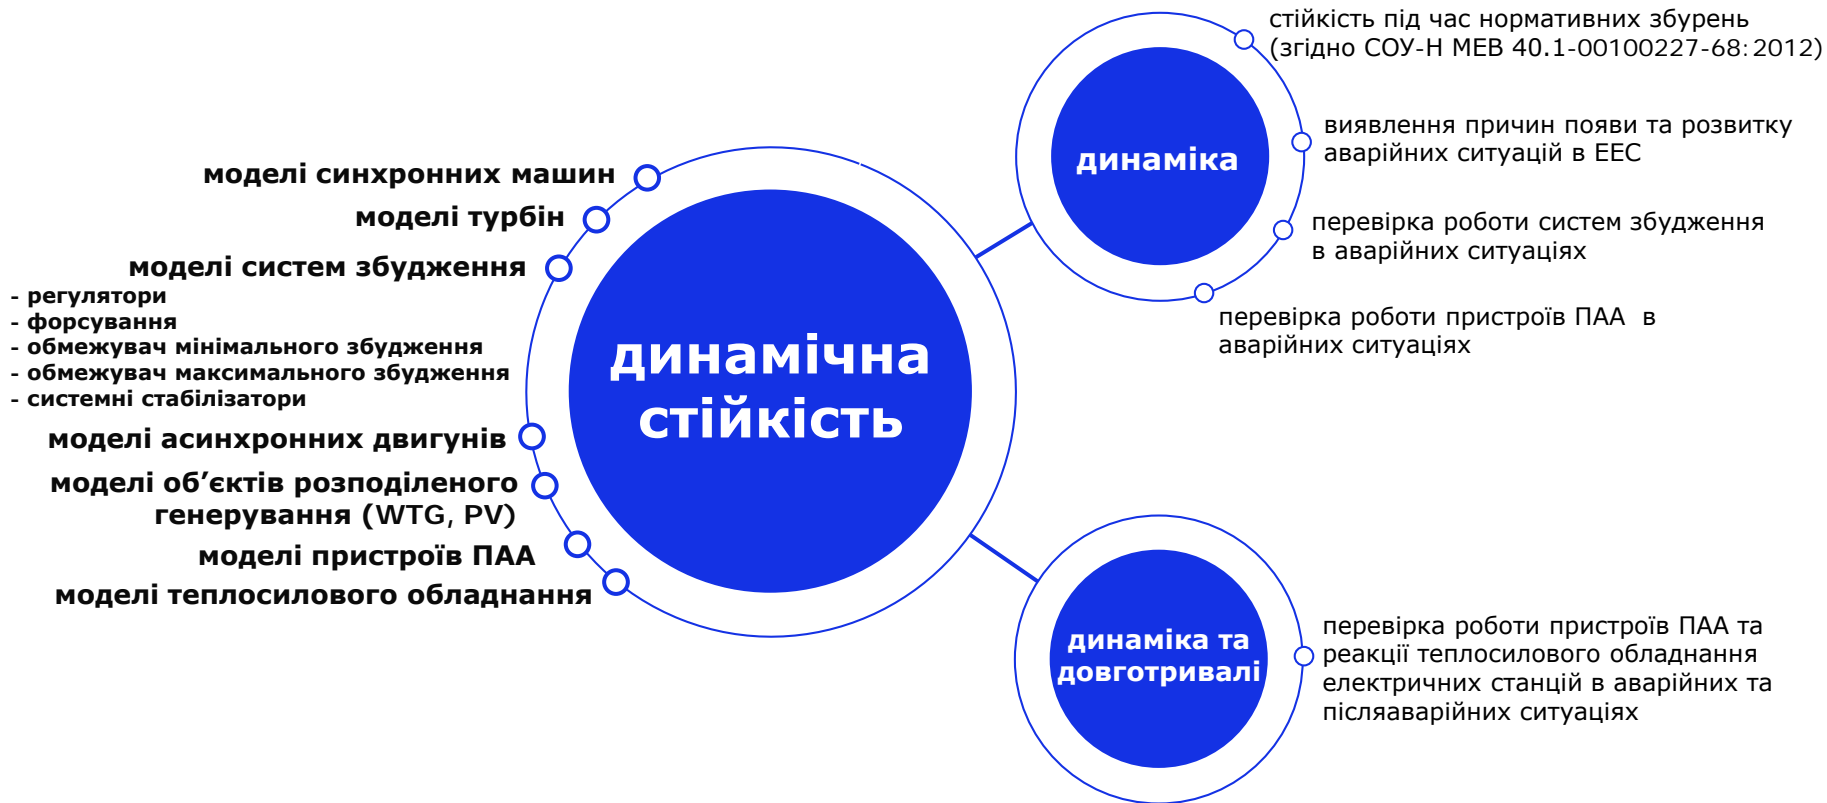 моделі синхронних машин
моделі турбін
моделі систем збудження
- регулятори
- форсування
- обмежувач мінімального збудження
- обмежувач максимального збудження
- системні стабілізатори
моделі асинхронних двигунів
моделі об’єктів розподіленого
генерування (WTG, PV)
моделі пристроїв ПАА
моделі теплосилового обладнання
динамічна
стійкість
динаміка
стійкість під час нормативних збурень
(згідно СОУ-Н МЕВ 40.1-00100227-68:2012)
виявлення причин появи та розвитку
аварійних ситуацій в ЕЕС
перевірка роботи систем збудження
в аварійних ситуаціях
перевірка роботи пристроїв ПАА в
аварійних ситуаціях
динаміка та
довготривалі
перевірка роботи пристроїв ПАА та
реакції теплосилового обладнання
електричних станцій в аварійних та
післяаварійних ситуаціях